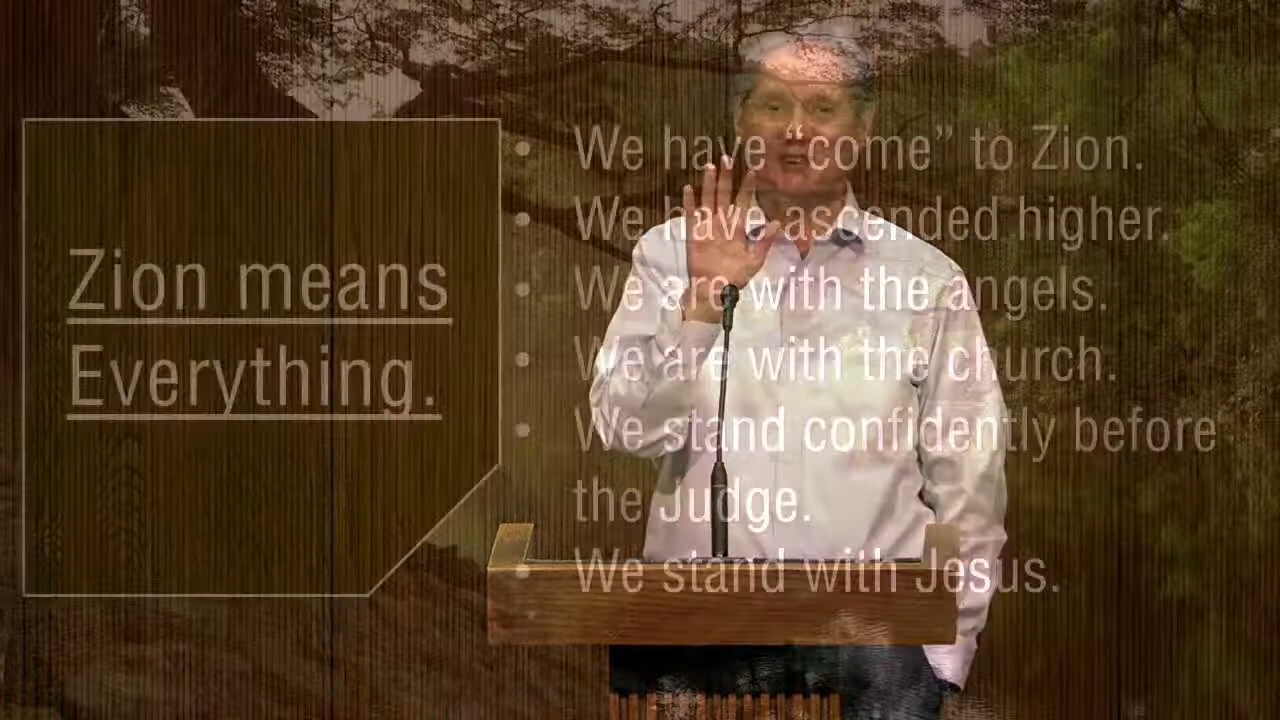 Zion means
Everything.
We have “come” to Zion.
We have ascended higher.
We are with the angels.
We are with the church.
We stand confidently before
the Judge.
We stand with Jesus.